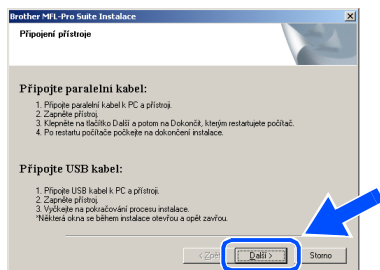 Brother MFL-Pro Suite Instalace
Připojení přístroje
Připojte paralelní kabel:
1. Připojte paralelní kabel k PC a přístroji.
2. Zapněte přístroj.
3. Klepněte na tlačítko Další a potom na Dokončit, kterým restartujete počítač.
4. Po restartu počítače počkejte na dokončení instalace.
Připojte USB kabel:
1. Připojte USB kabel k PC a přístroji.
2. Zapněte přístroj.
3. Vyčkejte na pokračování procesu instalace.
*Některá okna se během instalace otevřou a opět zavřou.
< Zpět Další > Storno